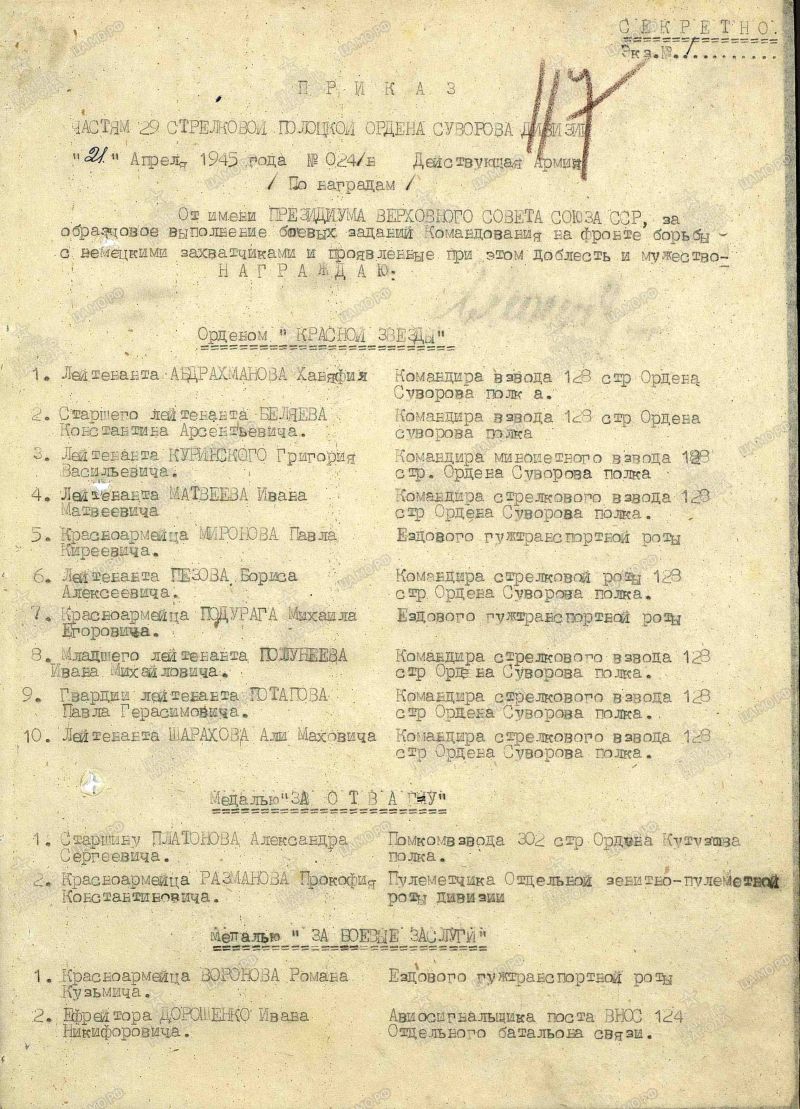 СЕКРЕТНО.
Экз.№.1...........
117
ПРИКАЗ
ЧАСТЯМ 29 СТРЕЛКОВОЙ ПОЛОЦКОЙ ОРДЕНА СУВОРОВА ДИВИЗИИ
"21" Апреля 1945 года № 024/н Действующая Армия
/ По наградам /
От имени ПРЕЗИДИУМА ВЕРХОВНОГО СОВЕТА СОЮЗА ССР, за
образцовое выполнение боевых заданий Командования на фронте борьбы
с немецкими захватчиками и проявленные при этом доблесть и мужество-
НАГРАЖДАЮ:
Орденом "КРАСНОЙ ЗВЕЗДЫ"
1. Лейтенанта АБДРАХМАНОВА Ханяфия Командира взвода 128 стр Ордена
Суворова полк а.
2. Старшего лейтенанта БЕЛЯЕВА Командира взвода 128 стр Ордена
Константина Арсентьевича. суворова полка
3. Лейтенанта КУРИНСКОГО Григория Командира минометного взвода 128
Васильевича. стр. Ордена Суворова полка
4. Лейтенанта МАТВЕЕВА Ивана Командира стрелкового взвода 128
Матвеевича стр Ордена Суворова полка.
5. Красноармейца МИРОНОВА Павла Ездового гужтранспортной роты
Киреевича.
6. Лейтенанта ПЕЗОВА Бориса Командира стрелковой роты 128
Алексеевича. стр Ордена Суворова полка.
7. Красноармейца ПОДУРАГА Михаила Ездового гужтранспортной роты
Егоровича.
8. Младшего лейтенанта ПОЛУНЕЕВА Командира стрелкового взвода 128
Ивана Михайловича. стр Ордена Суворова полка.
9. Гвардии лейтенанта ПОТАПОВА Командира стрелкового взвода 128
Павла Герасимовича. стр Ордена Суворова полка.
10. Лейтенанта ШАРАХОВА Али Маховича Командира стрелкового взвода 128
стр Ордена Суворова полка.
Медалью"ЗА ОТВАГУ"
1. Старшину ПЛАТОНОВА Александра Помкомвзвода 302 стр Ордена Кутузова
Сергеевича. полка.
2. Красноармейца РАЗМАНОВА Прокофия Пулеметчика Отдельной зенитно-пулеметной
Константиновича. роты дивизии
Медалью " ЗА БОЕВЫЕ ЗАСЛУГИ"
1. Красноармейца ВОРОНОВА Романа Ездового гужтранспортной роты
Кузьмича.
2. Ефрейтора ДОРОШЕНКО Ивана Авиосигнальщика поста ВНОС 124
Никифоровича. Отдельного батальона связи.